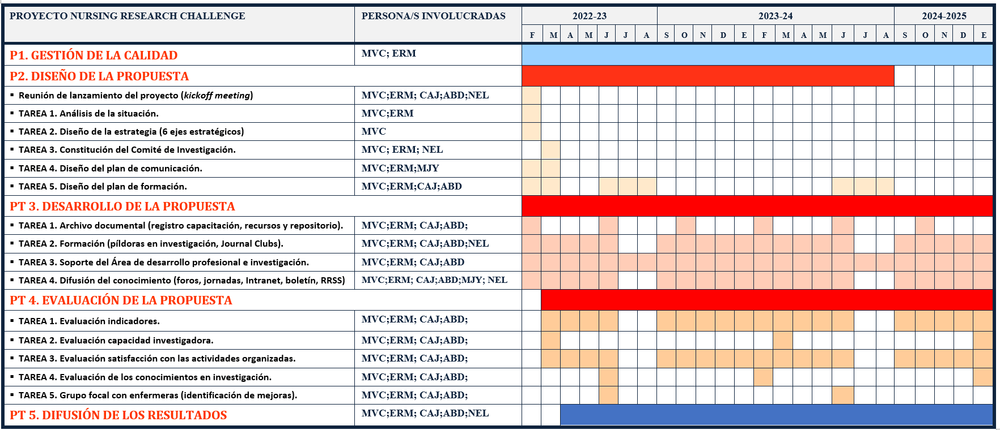 PROYECTO NURSING RESEARCH CHALLENGE PERSONA/S INVOLUCRADAS 2022-23 2023-24 2024-2025
F M A M J J A S O N D E F M A M J J A S O N D E
P1. GESTIÓN DE LA CALIDAD MVC; ERM
P2. DISEÑO DE LA PROPUESTA
▪ Reunión de lanzamiento del proyecto (kickoff meeting) MVC;ERM; CAJ;ABD;NEL
▪ TAREA 1. Análisis de la situación. MVC;ERM
▪ TAREA 2. Diseño de la estrategia (6 ejes estratégicos) MVC
▪ TAREA 3. Constitución del Comité de Investigación. MVC; ERM; NEL
▪ TAREA 4. Diseño del plan de comunicación. MVC;ERM;MJY
▪ TAREA 5. Diseño del plan de formación. MVC;ERM;CAJ;ABD
PT 3. DESARROLLO DE LA PROPUESTA
▪ TAREA 1. Archivo documental (registro capacitación, recursos y repositorio). MVC;ERM; CAJ;ABD;
▪ TAREA 2. Formación (píldoras en investigación, Journal Clubs). MVC;ERM; CAJ;ABD;NEL
▪ TAREA 3. Soporte del Área de desarrollo profesional e investigación. MVC;ERM; CAJ;ABD
▪ TAREA 4. Difusión del conocimiento (foros, jornadas, Intranet, boletín, RRSS) MVC;ERM; CAJ;ABD;MJY; NEL
PT 4. EVALUACIÓN DE LA PROPUESTA
▪ TAREA 1. Evaluación indicadores. MVC;ERM; CAJ;ABD;
▪ TAREA 2. Evaluación capacidad investigadora. MVC;ERM; CAJ;ABD;
▪ TAREA 3. Evaluación satisfacción con las actividades organizadas. MVC;ERM; CAJ;ABD;
▪ TAREA 4. Evaluación de los conocimientos en investigación. MVC;ERM; CAJ;ABD;
▪ TAREA 5. Grupo focal con enfermeras (identificación de mejoras). MVC;ERM; CAJ;ABD;
PT 5. DIFUSIÓN DE LOS RESULTADOS MVC;ERM; CAJ;ABD;NEL